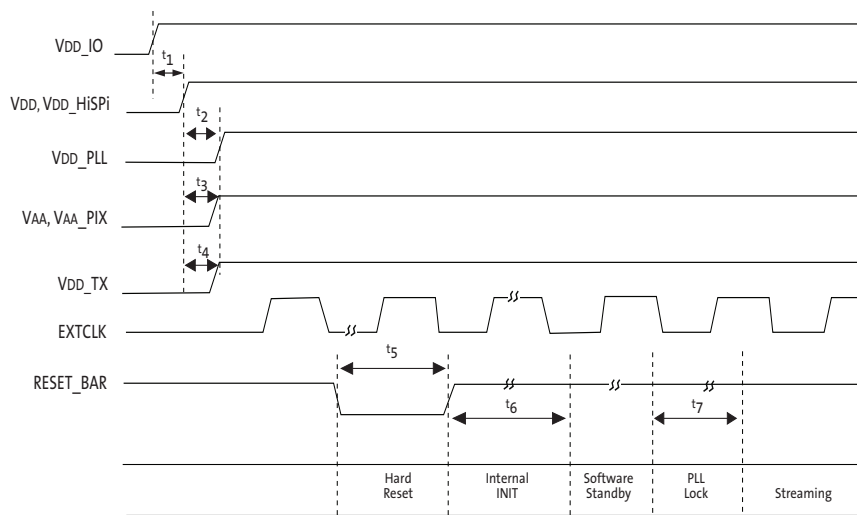 VDD_IO
t1
VDD, VDD_HiSPi
t2
VDD_PLL
t3
VAA, VAA_PIX
t4
VDD_TX
EXTCLK
t5
RESET_BAR
t6
t7
Hard
Reset
Internal
INIT
Software
Standby
PLL
Lock
Streaming